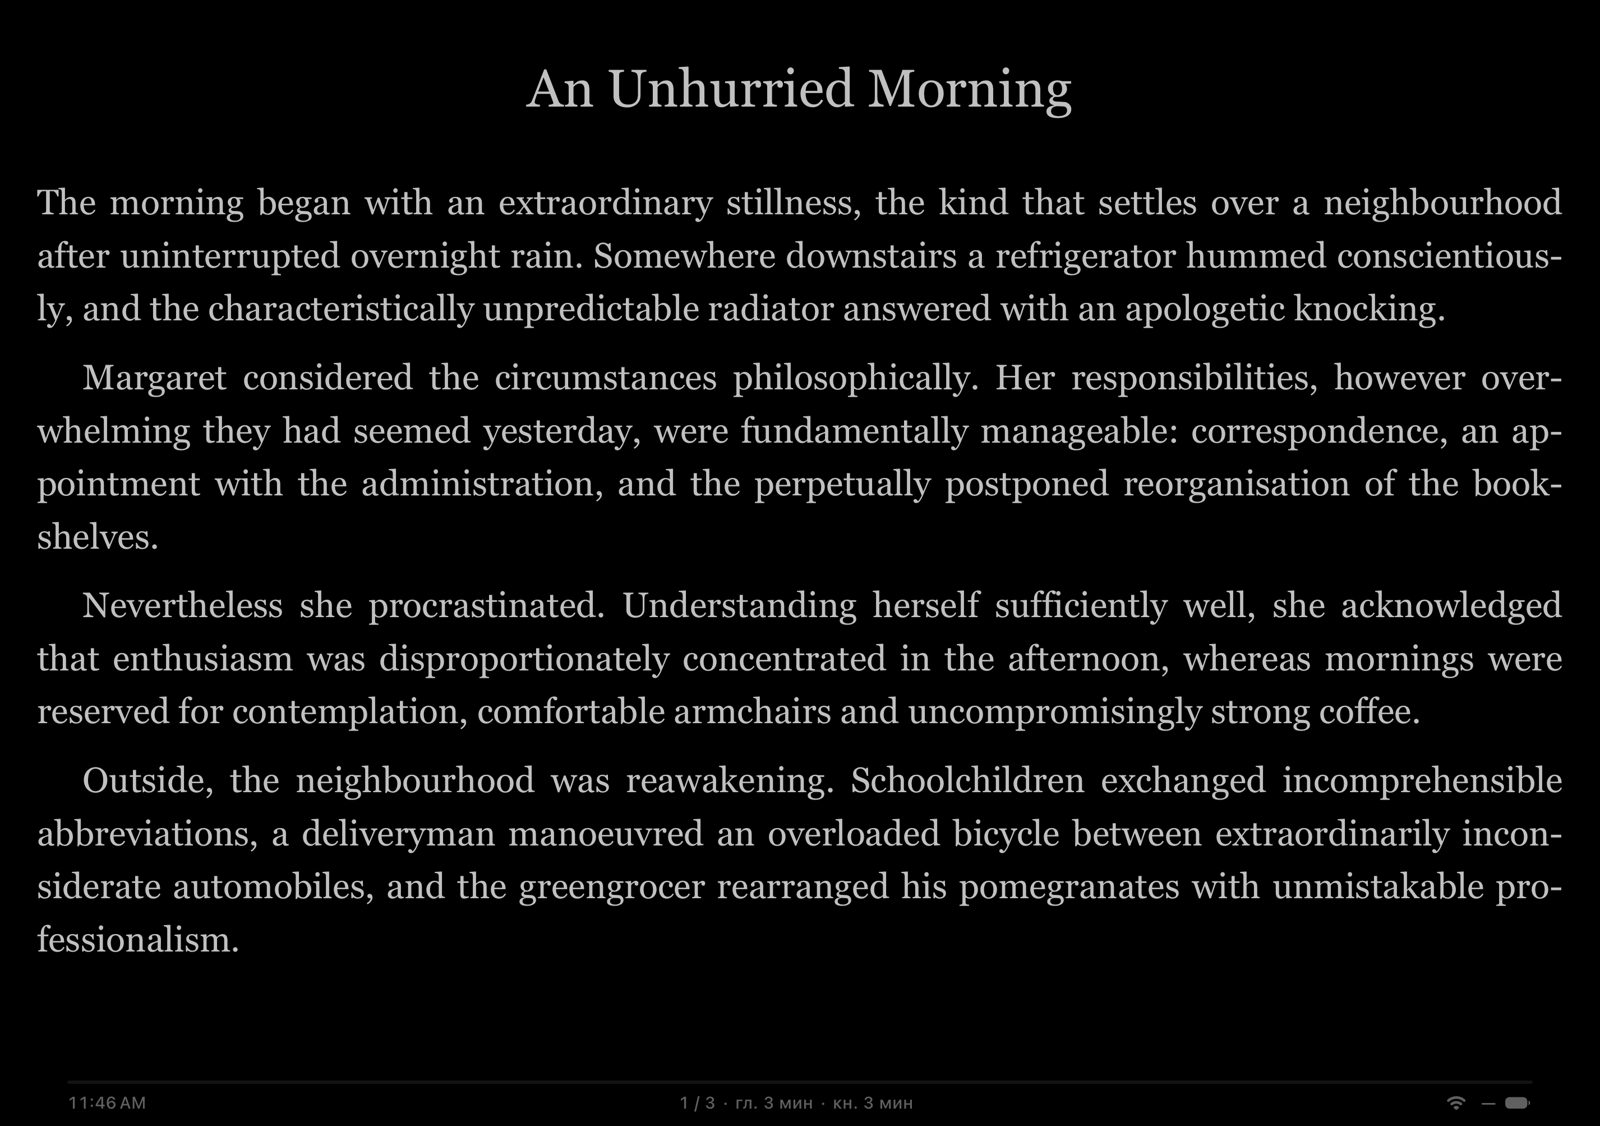 An Unhurried Morning
The morning began with an extraordinary stillness, the kind that settles over a neighbourhood
after uninterrupted overnight rain. Somewhere downstairs a refrigerator hummed conscientious-
ly, and the characteristically unpredictable radiator answered with an apologetic knocking.
Margaret considered the circumstances philosophically. Her responsibilities, however over-
whelming they had seemed yesterday, were fundamentally manageable: correspondence, an ap-
pointment with the administration, and the perpetually postponed reorganisation of the book-
shelves.
Nevertheless she procrastinated. Understanding herself sufficiently well, she acknowledged
that enthusiasm was disproportionately concentrated in the afternoon, whereas mornings were
reserved for contemplation, comfortable armchairs and uncompromisingly strong coffee.
Outside, the neighbourhood was reawakening. Schoolchildren exchanged incomprehensible
abbreviations, a deliveryman manoeuvred an overloaded bicycle between extraordinarily incon-
siderate automobiles, and the greengrocer rearranged his pomegranates with unmistakable pro-
fessionalism.
11:46 AM 1 / 3 · гл. 3 мин · кн. 3 мин —